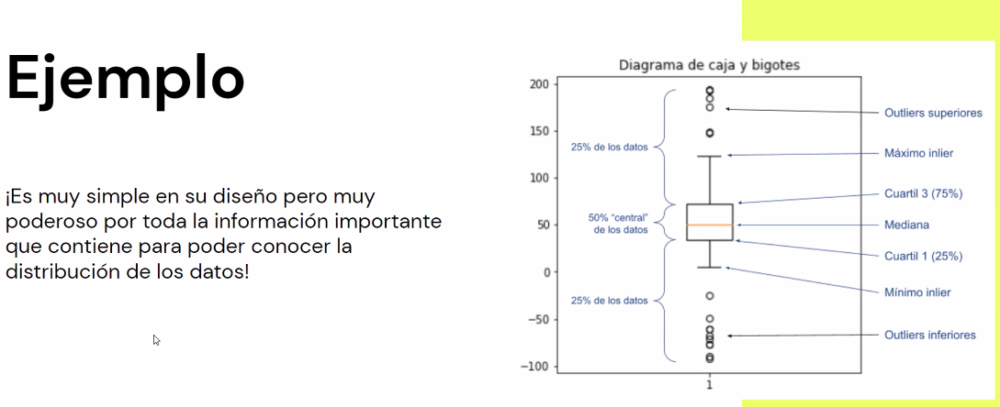 Ejemplo
¡Es muy simple en su diseño pero muy
poderoso por toda la información importante
que contiene para poder conocer la
distribución de los datos!
Diagrama de caja y bigotes
200
150
100
50
0
−50
−100
1
25% de los datos
50% “central”
de los datos
25% de los datos
Outliers superiores
Máximo inlier
Cuartil 3 (75%)
Mediana
Cuartil 1 (25%)
Mínimo inlier
Outliers inferiores